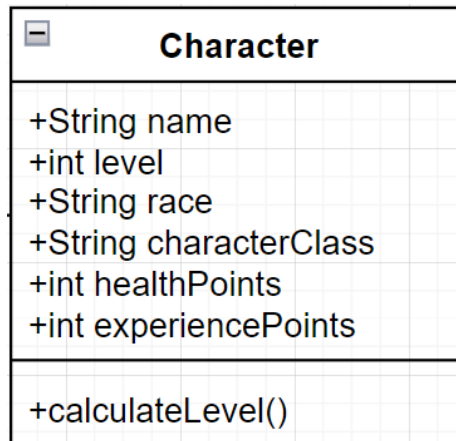 Character
+String name
+int level
+String race
+String characterClass
+int healthPoints
+int experiencePoints
+calculateLevel()